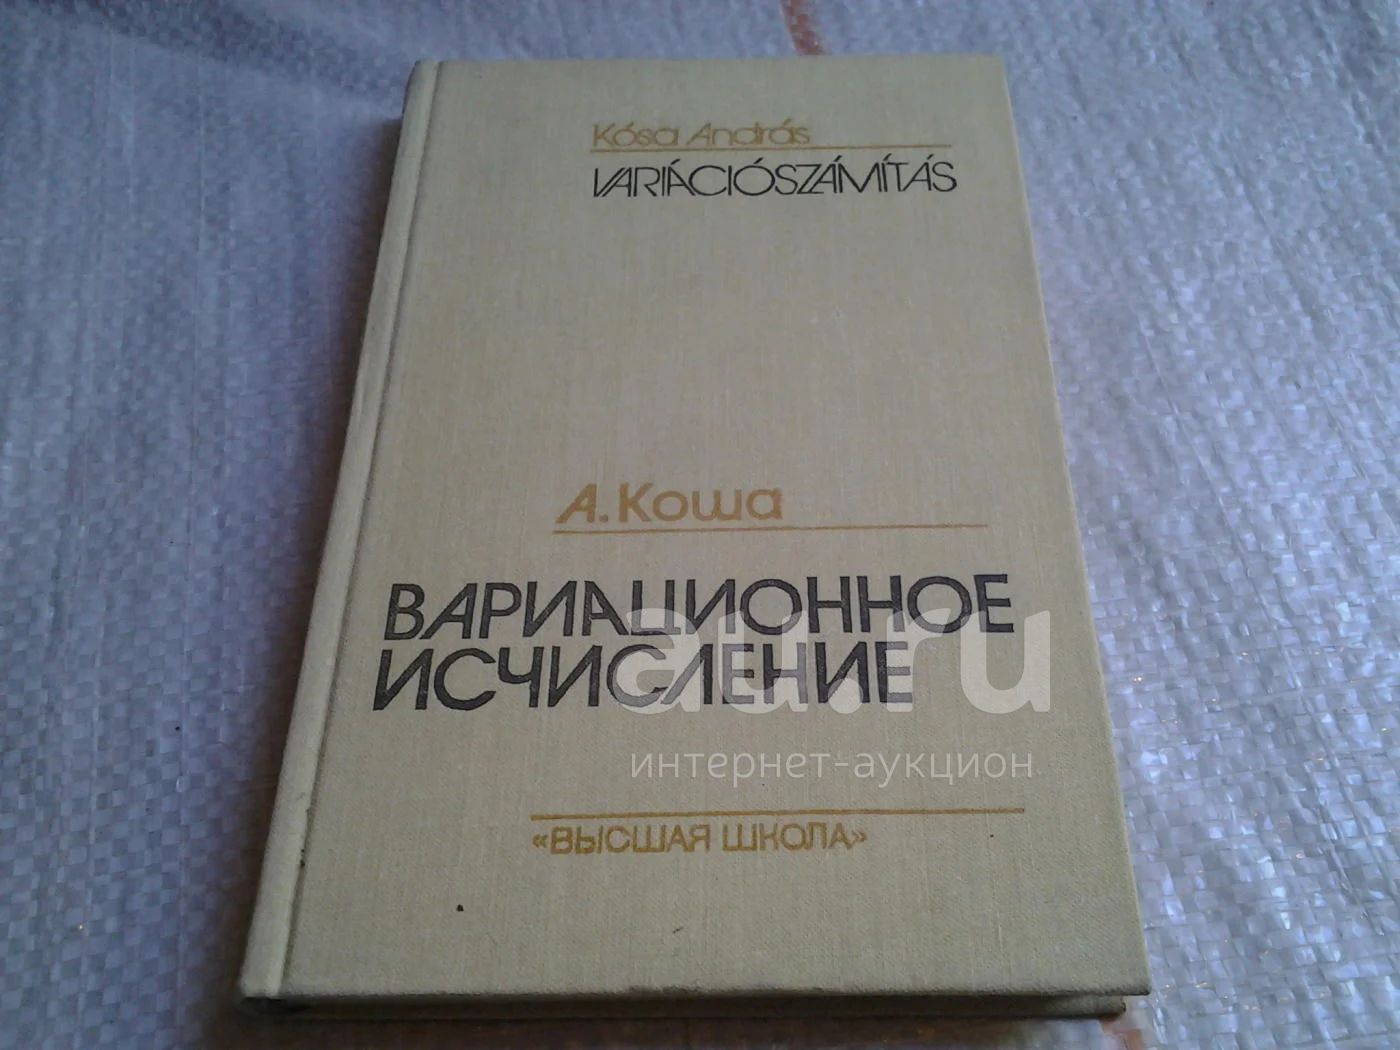 Kósa András
VARIÁCIÓSZÁMÍTÁS
А. Коша
ВАРИАЦИОННОЕ
ИСЧИСЛЕНИЕ
au.ru
интернет-аукцион
«ВЫСШАЯ ШКОЛА»